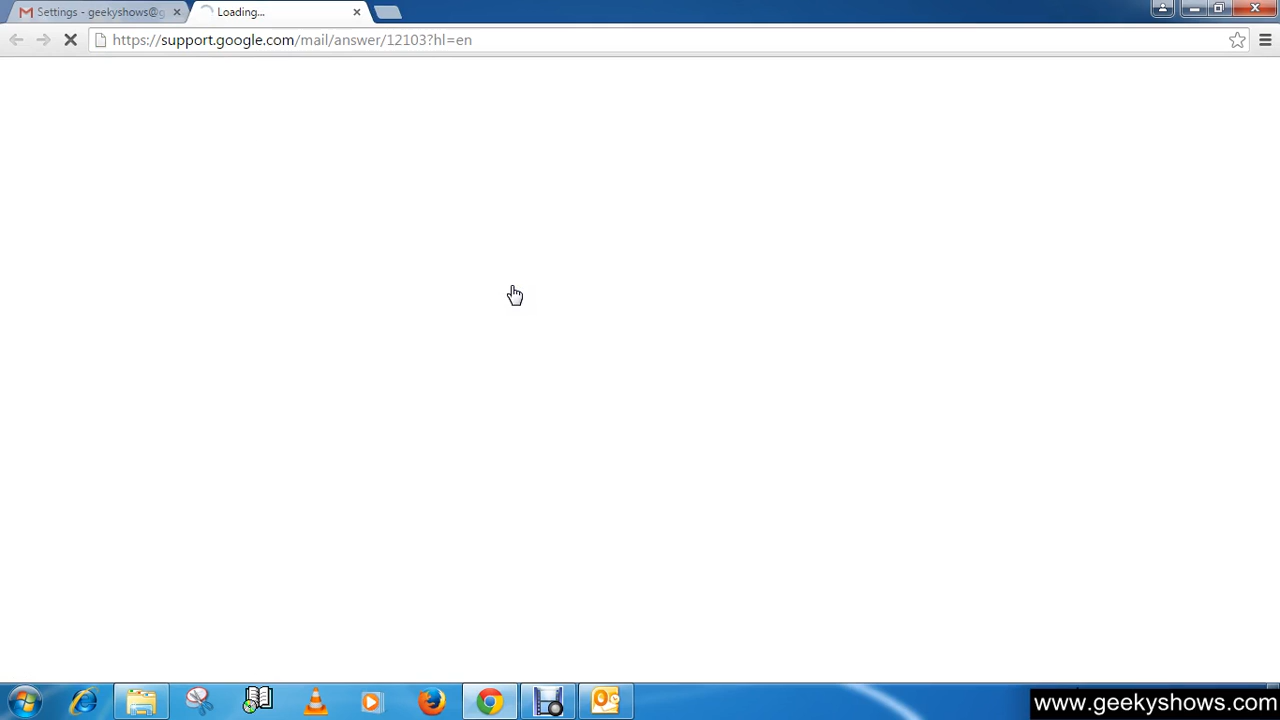 Settings - geekyshows@g
Loading...
https://support.google.com/mail/answer/12103?hl=en
www.geekyshows.com